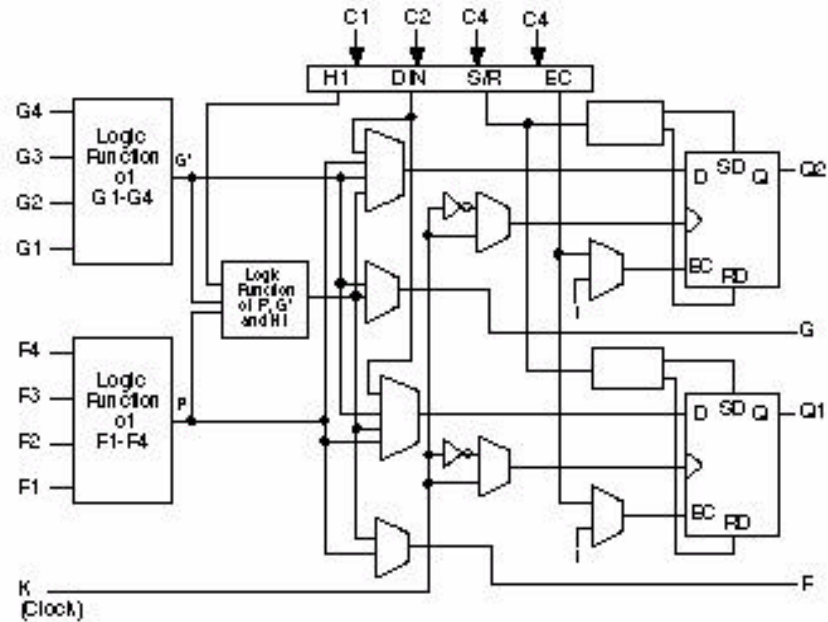 C1 C2 C4 C4
H1 DIN S/R EC
G4
G3
G2
G1
Logic
Function
of
G1-G4
G'
SD
D Q
Q2
EC
RD
1
Logic
Function
of P, G'
and H1
G
F4
F3
F2
F1
Logic
Function
of
F1-F4
P
SD
D Q
Q1
EC
RD
1
K
(Clock)
F